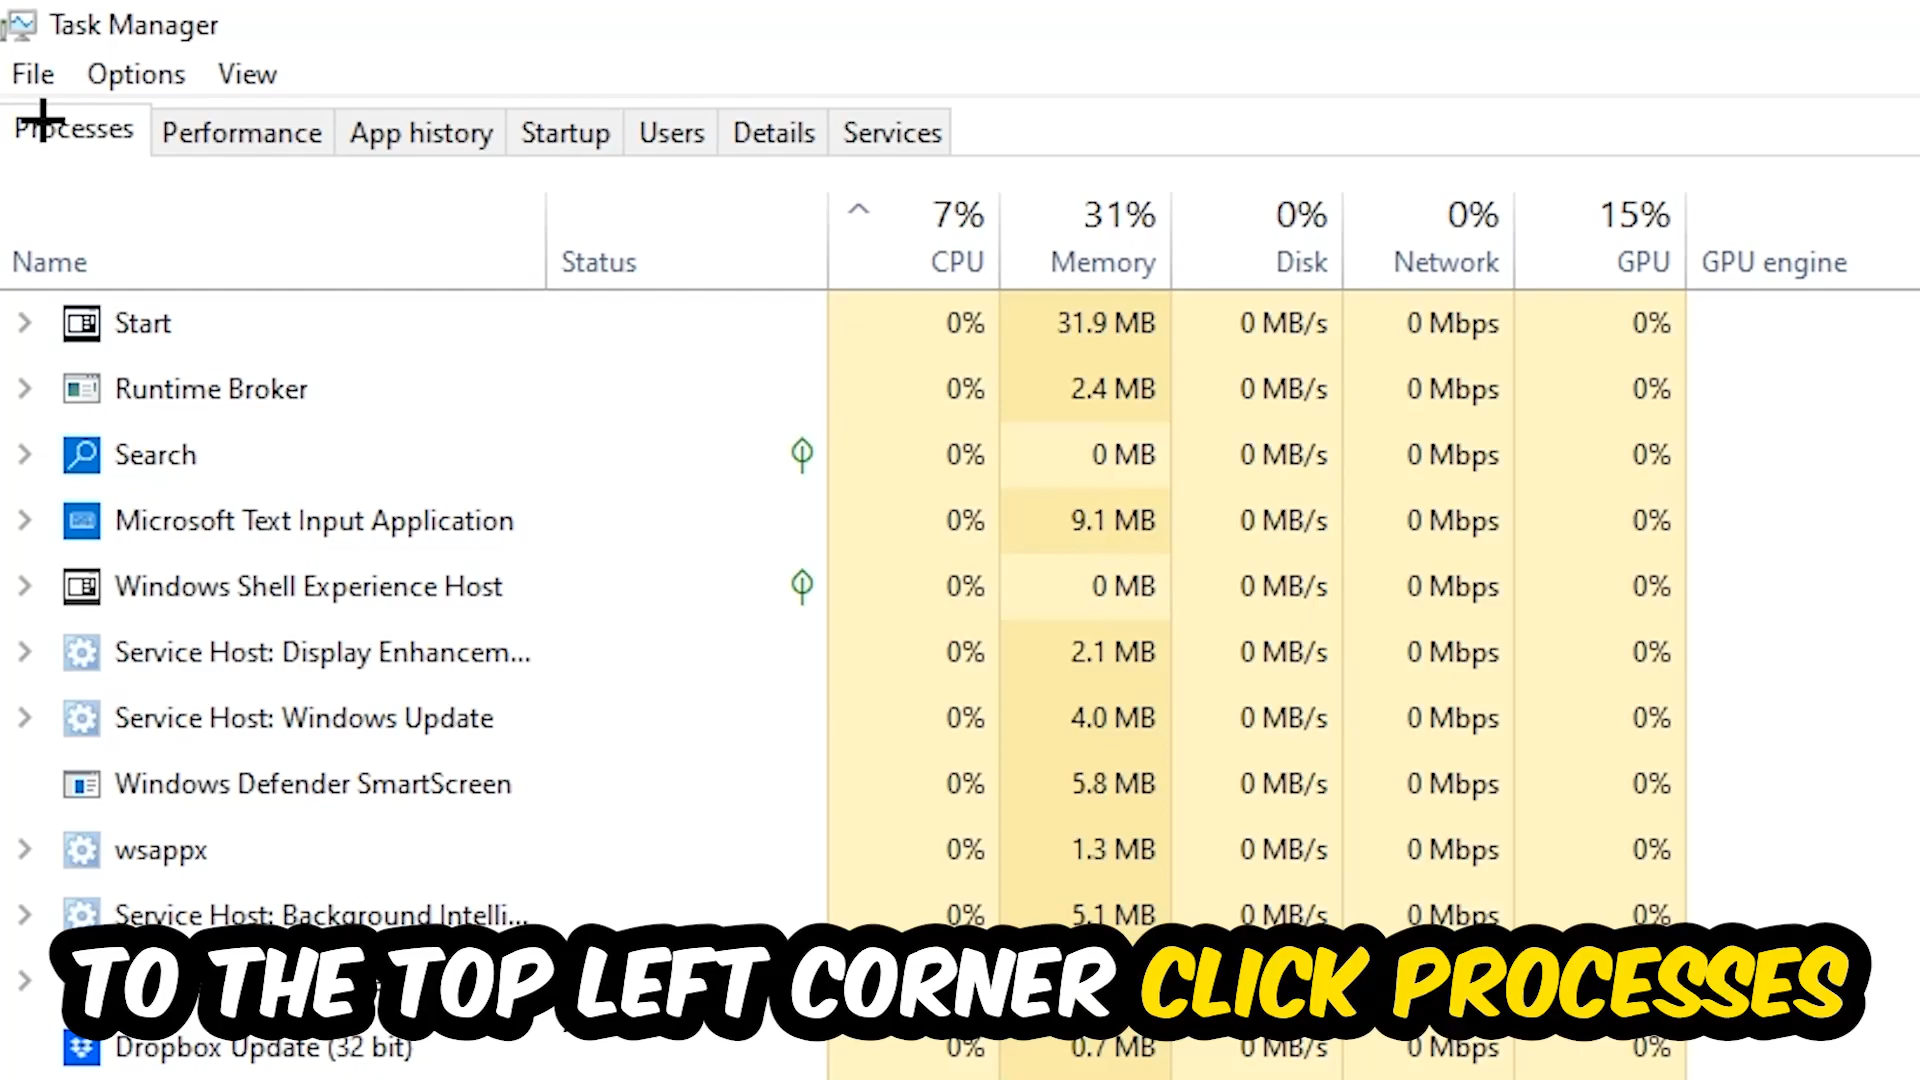 Task Manager
File Options View
Processes Performance App history Startup Users Details Services
7% 31% 0% 0% 15%
Name Status CPU Memory Disk Network GPU GPU engine
Start 0% 31.9 MB 0 MB/s 0 Mbps 0%
Runtime Broker 0% 2.4 MB 0 MB/s 0 Mbps 0%
Search 0% 0 MB 0 MB/s 0 Mbps 0%
Microsoft Text Input Application 0% 9.1 MB 0 MB/s 0 Mbps 0%
Windows Shell Experience Host 0% 0 MB 0 MB/s 0 Mbps 0%
Service Host: Display Enhancem... 0% 2.1 MB 0 MB/s 0 Mbps 0%
Service Host: Windows Update 0% 4.0 MB 0 MB/s 0 Mbps 0%
Windows Defender SmartScreen 0% 5.8 MB 0 MB/s 0 Mbps 0%
wsappx 0% 1.3 MB 0 MB/s 0 Mbps 0%
Service Host: Background Intelli... 0% 5.1 MB 0 MB/s 0 Mbps 0%
TO THE TOP LEFT CORNER CLICK PROCESSES
Dropbox Update (32 bit) 0% 0.7 MB 0 MB/s 0 Mbps 0%